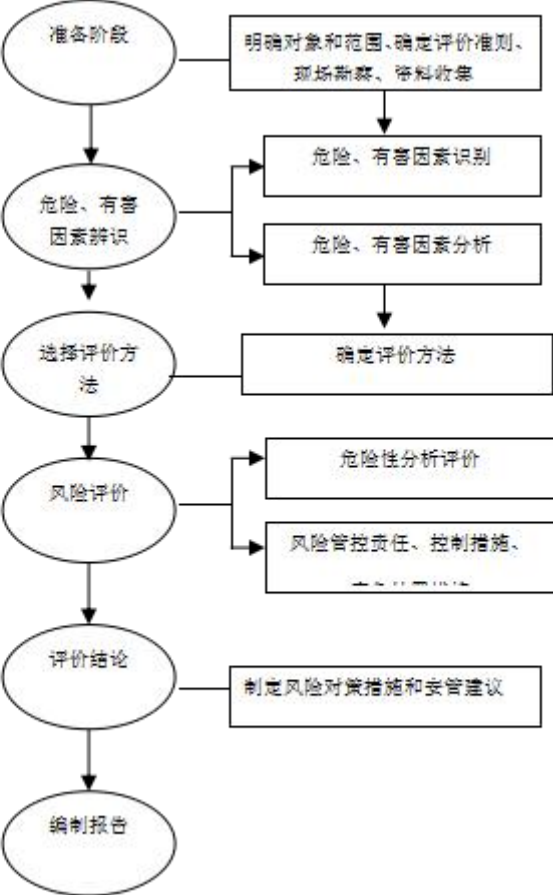 准备阶段
明确对象和范围、确定评价准则、
现场勘察、资料收集
危险、有害因素识别
危险、有害
因素辨识
危险、有害因素分析
选择评价方
法
确定评价方法
危险性分析评价
风险评价
风险管控责任、控制措施、
评价结论
制定风险对策措施和安管建议
编制报告